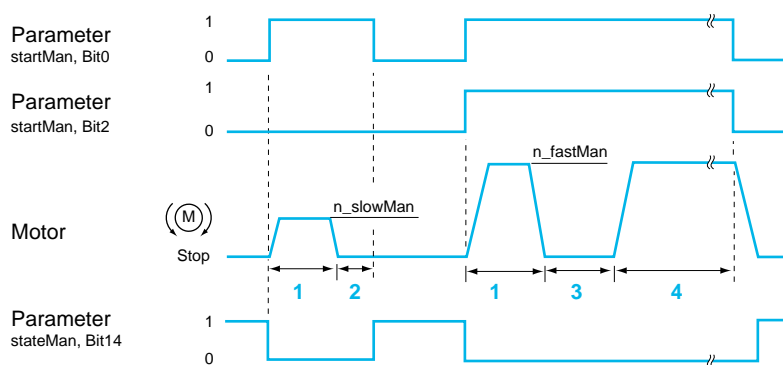 Parameter
startMan, Bit0
1
0
Parameter
startMan, Bit2
1
0
Motor
M
Stop
n_slowMan
n_fastMan
1
2
1
3
4
Parameter
stateMan, Bit14
1
0